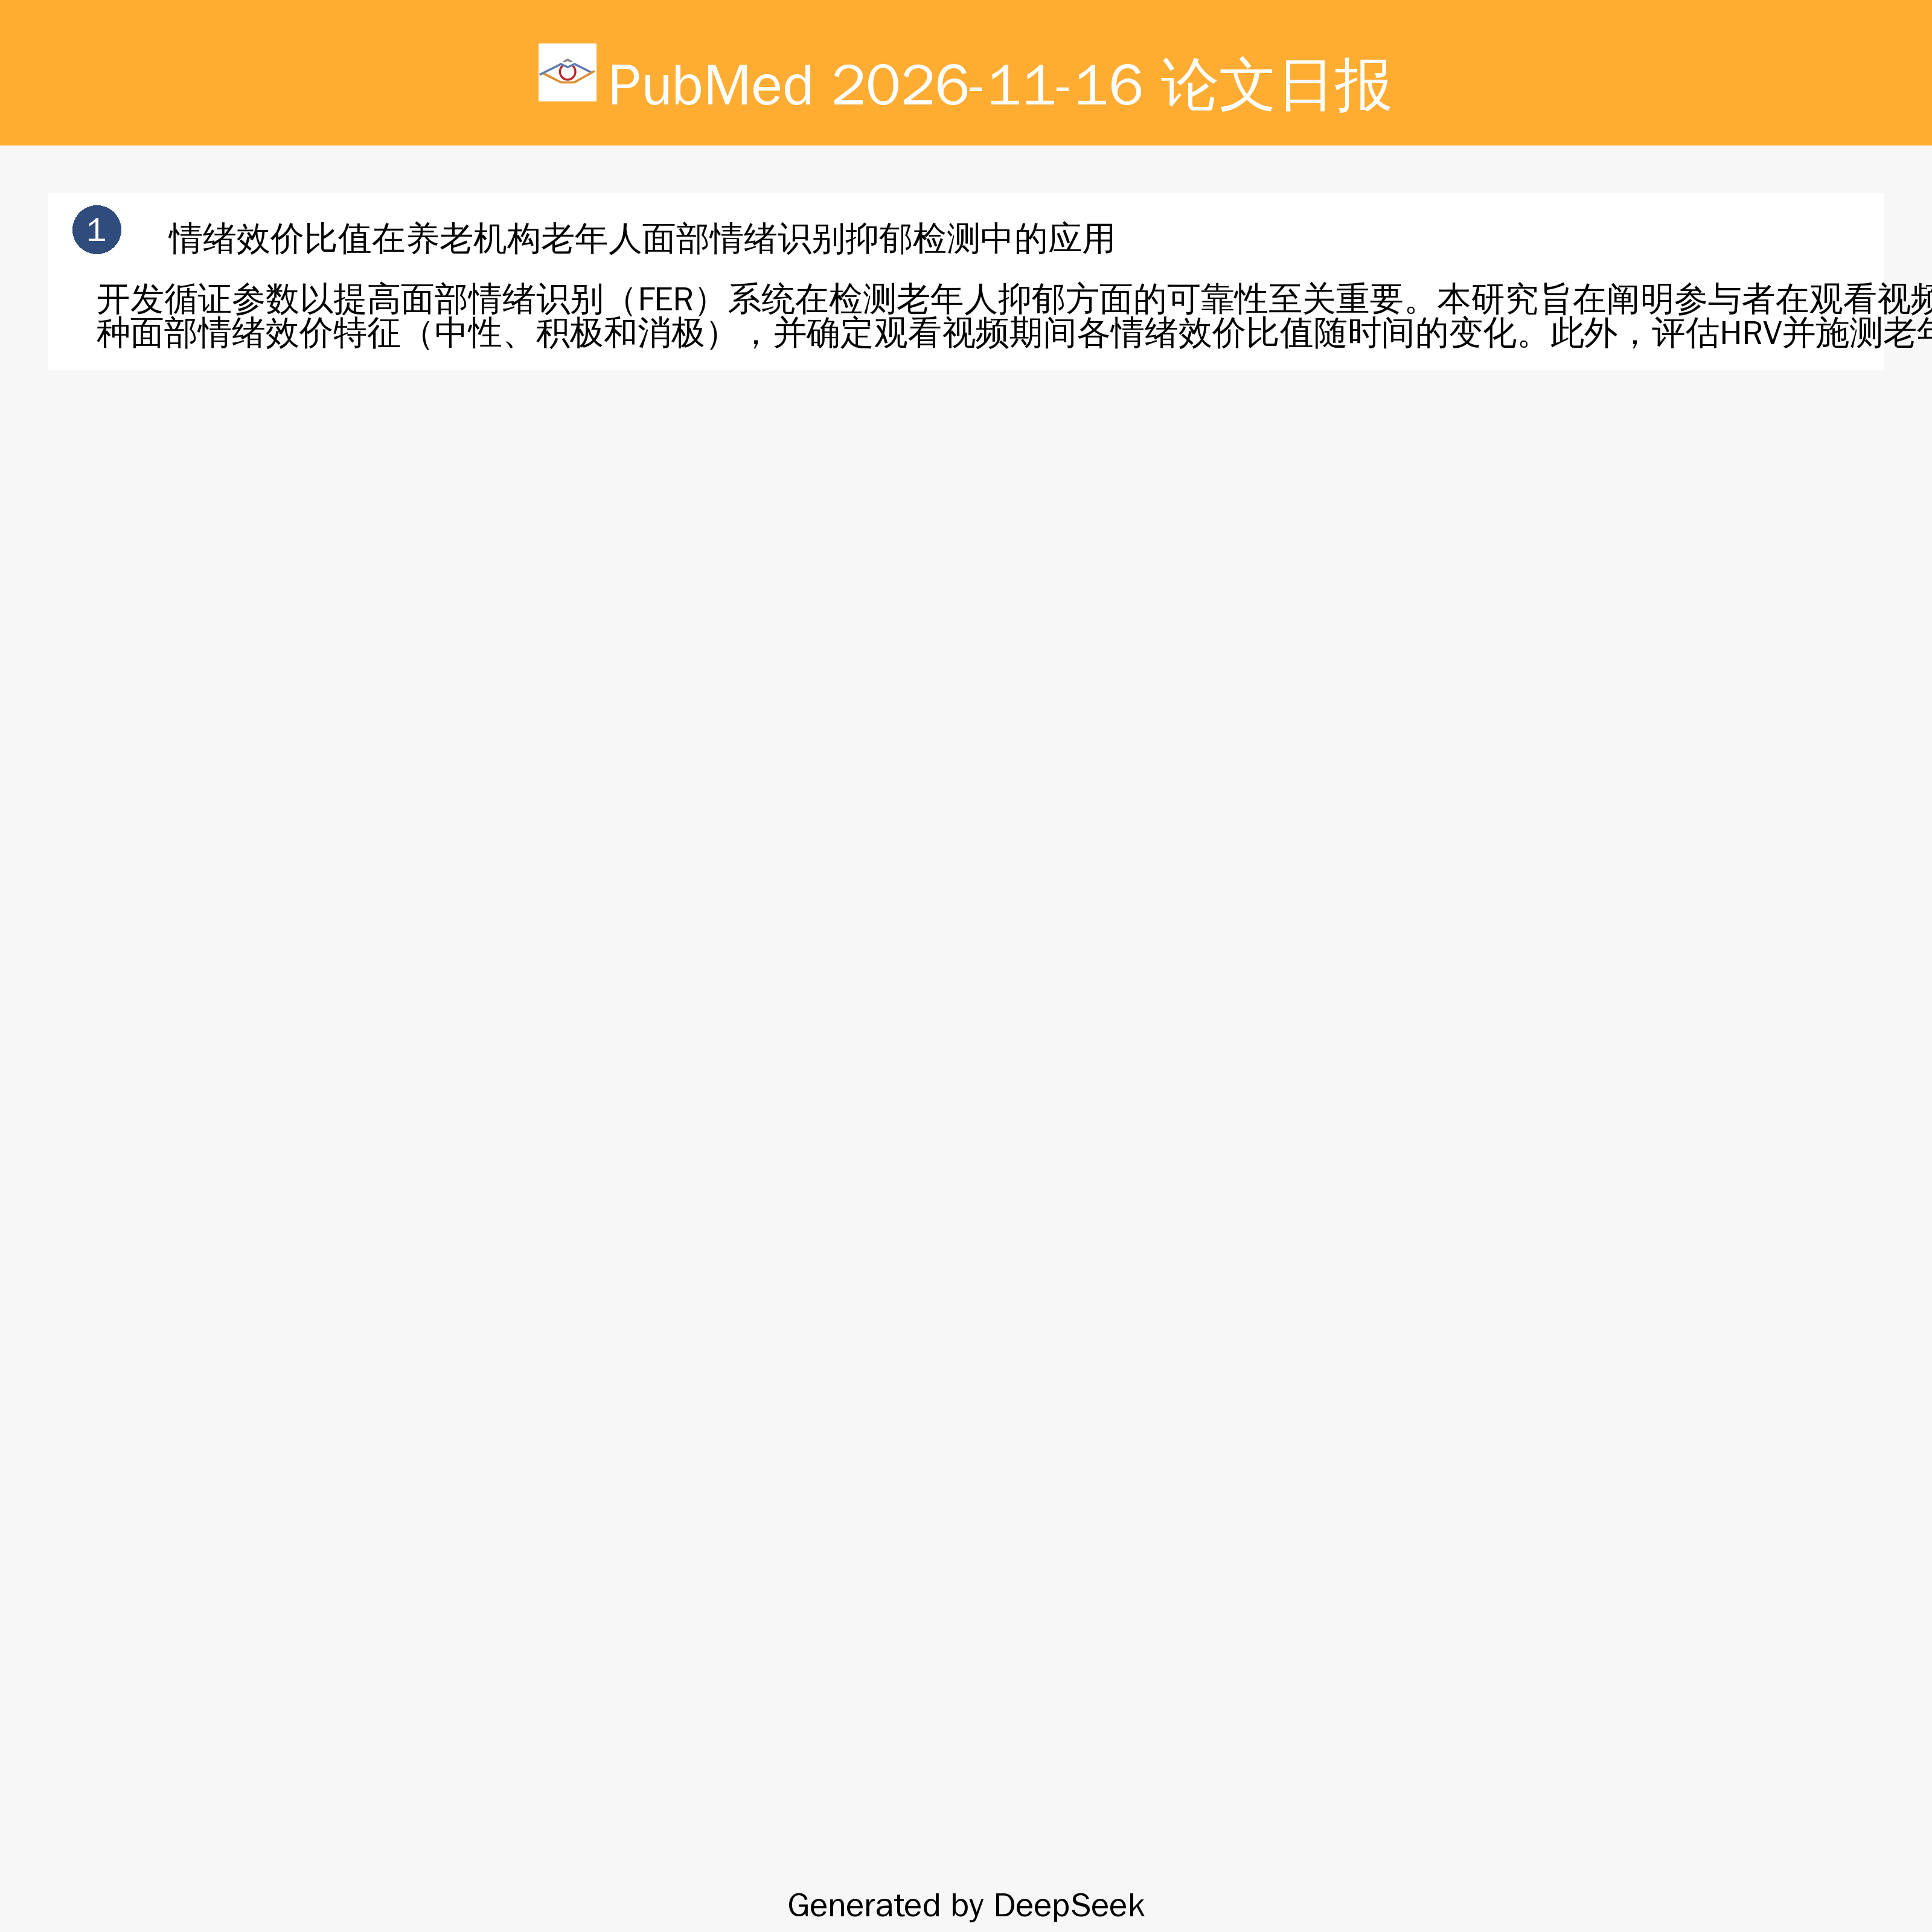 PubMed 2026-11-16 论文日报
1
情绪效价比值在养老机构老年人面部情绪识别抑郁检测中的应用
开发循证参数以提高面部情绪识别（FER）系统在检测老年人抑郁方面的可靠性至关重要。本研究旨在阐明参与者在观看视频
种面部情绪效价特征（中性、积极和消极），并确定观看视频期间各情绪效价比值随时间的变化。此外，评估HRV并施测老年
Generated by DeepSeek